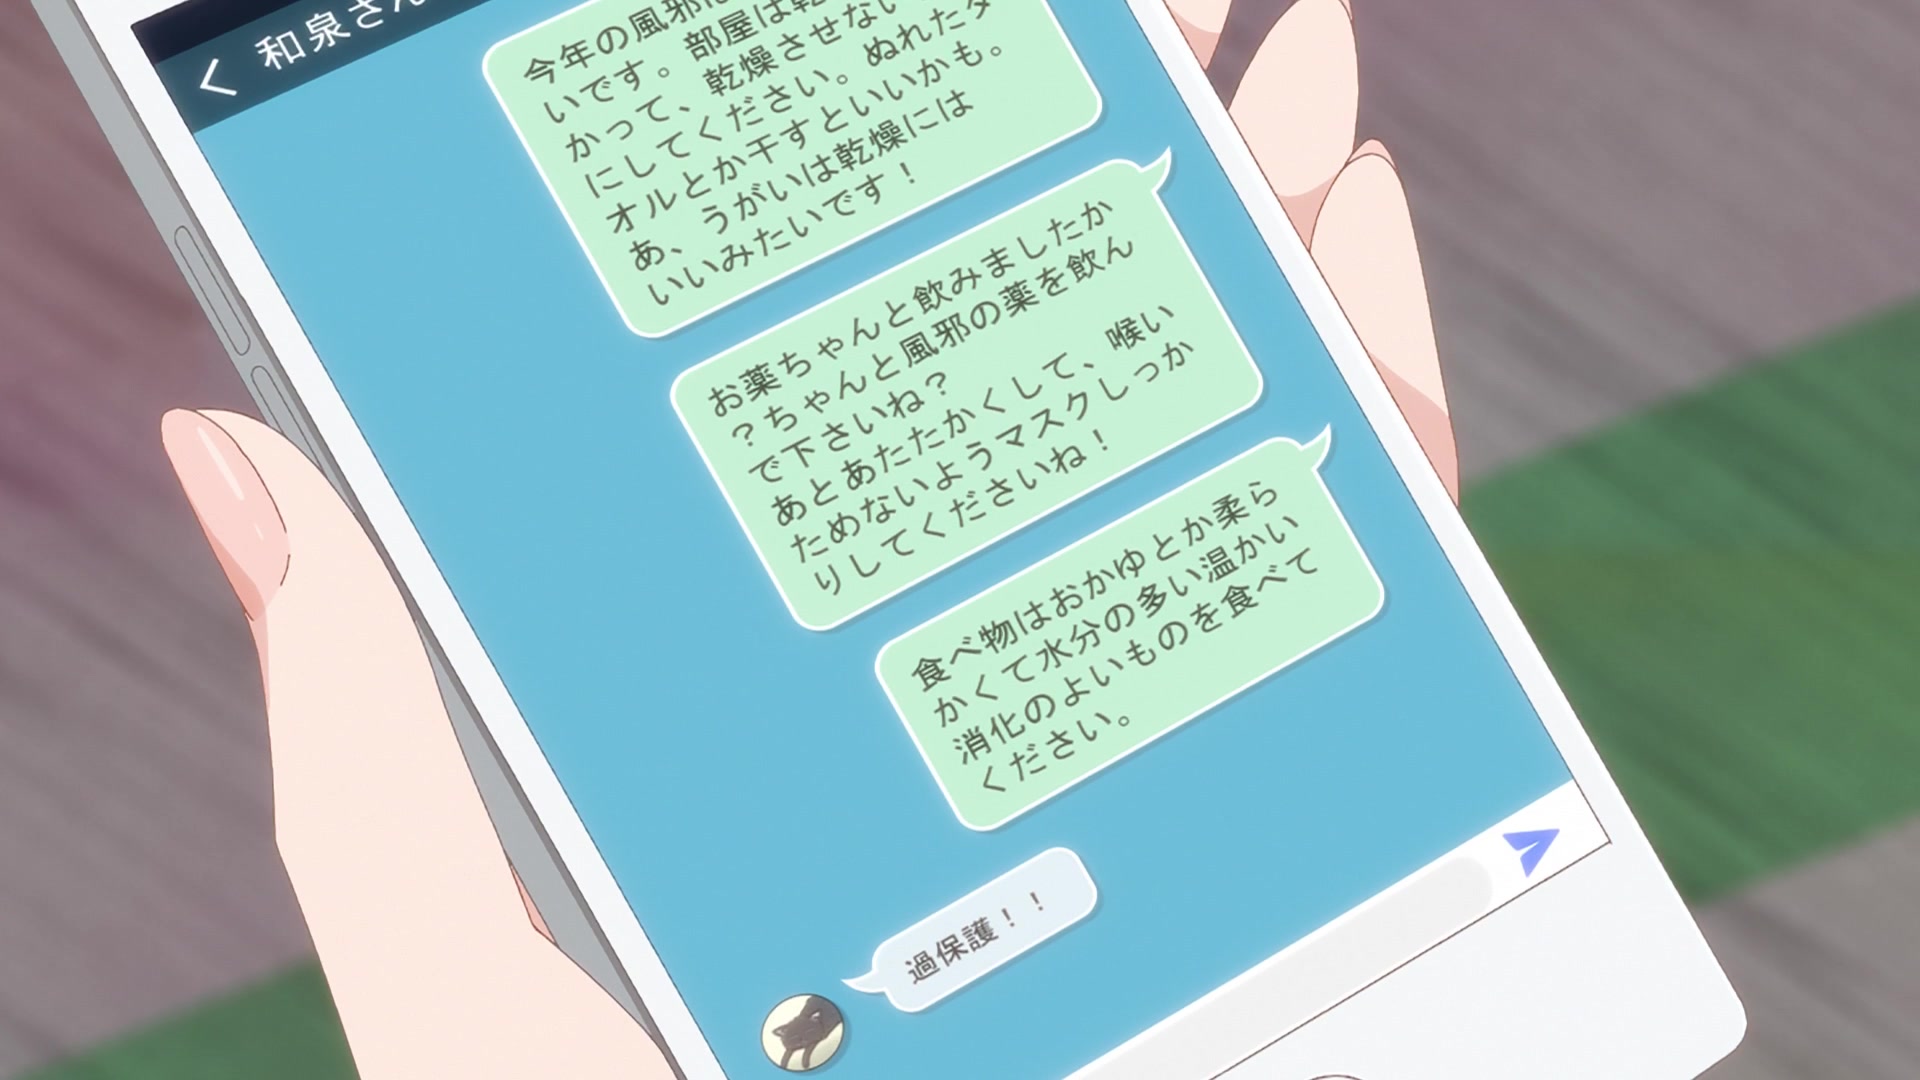 和泉さん
今年の風邪は
いです。部屋は乾
かって、乾燥させない
にしてください。ぬれたタ
オルとか干すといいかも。
あ、うがいは乾燥には
いいみたいです！
お薬ちゃんと飲みましたか
？ちゃんと風邪の薬を飲ん
で下さいね？
あとあたたかくして、喉い
ためないようマスクしっか
りしてくださいね！
食べ物はおかゆとか柔ら
かくて水分の多い温かい
消化のよいものを食べて
ください。
過保護！！